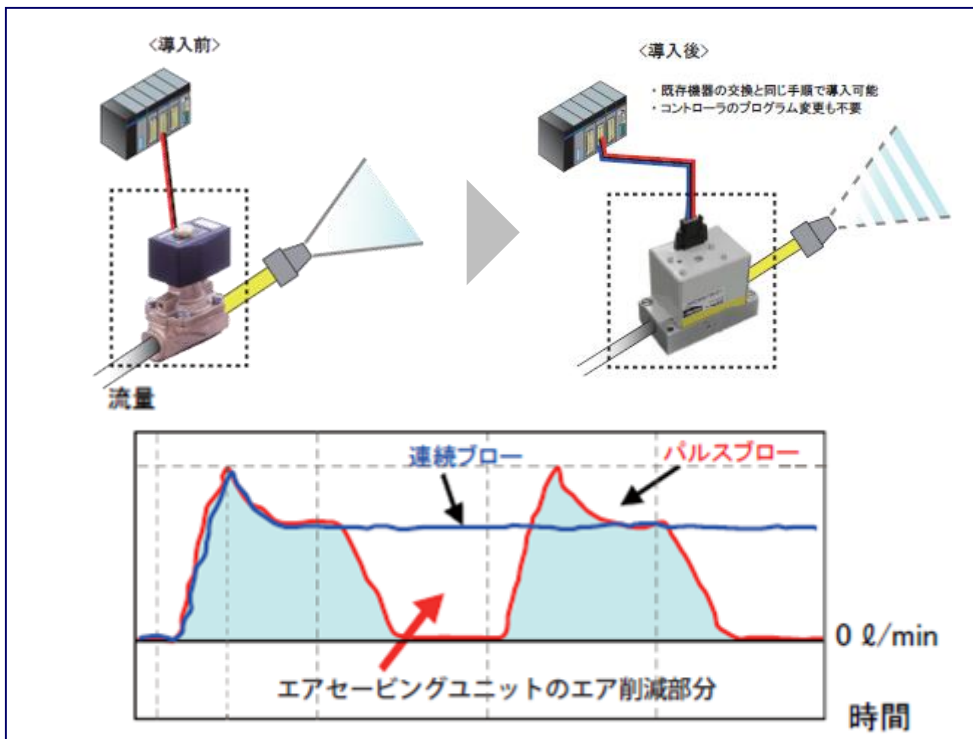 <導入前>
<導入後>
・既存機器の交換と同じ手順で導入可能
・コントローラのプログラム変更も不要
流量
連続ブロー
パルスブロー
0 ℓ/min
エアセービングユニットのエア削減部分
時間